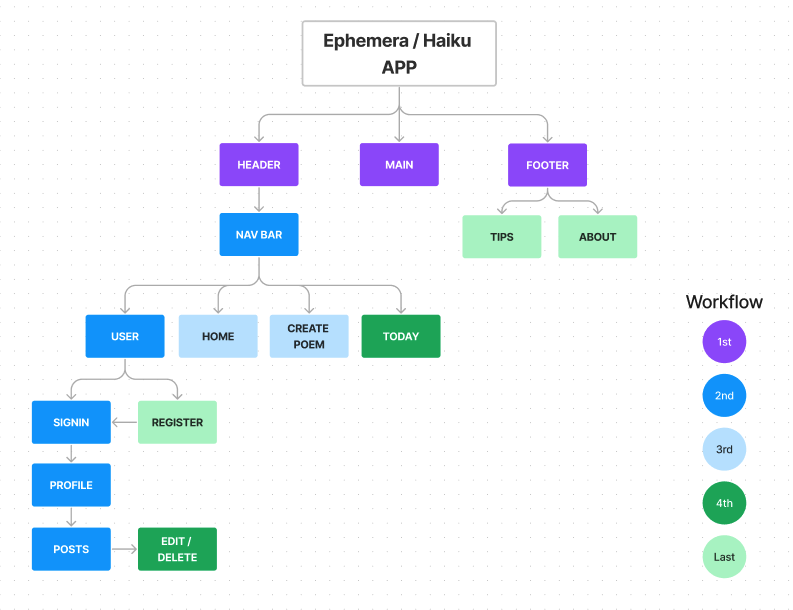 Ephemera / Haiku
APP
HEADER
MAIN
FOOTER
NAV BAR
TIPS
ABOUT
USER
HOME
CREATE
POEM
TODAY
SIGNIN
REGISTER
PROFILE
POSTS
EDIT /
DELETE
Workflow
1st
2nd
3rd
4th
Last